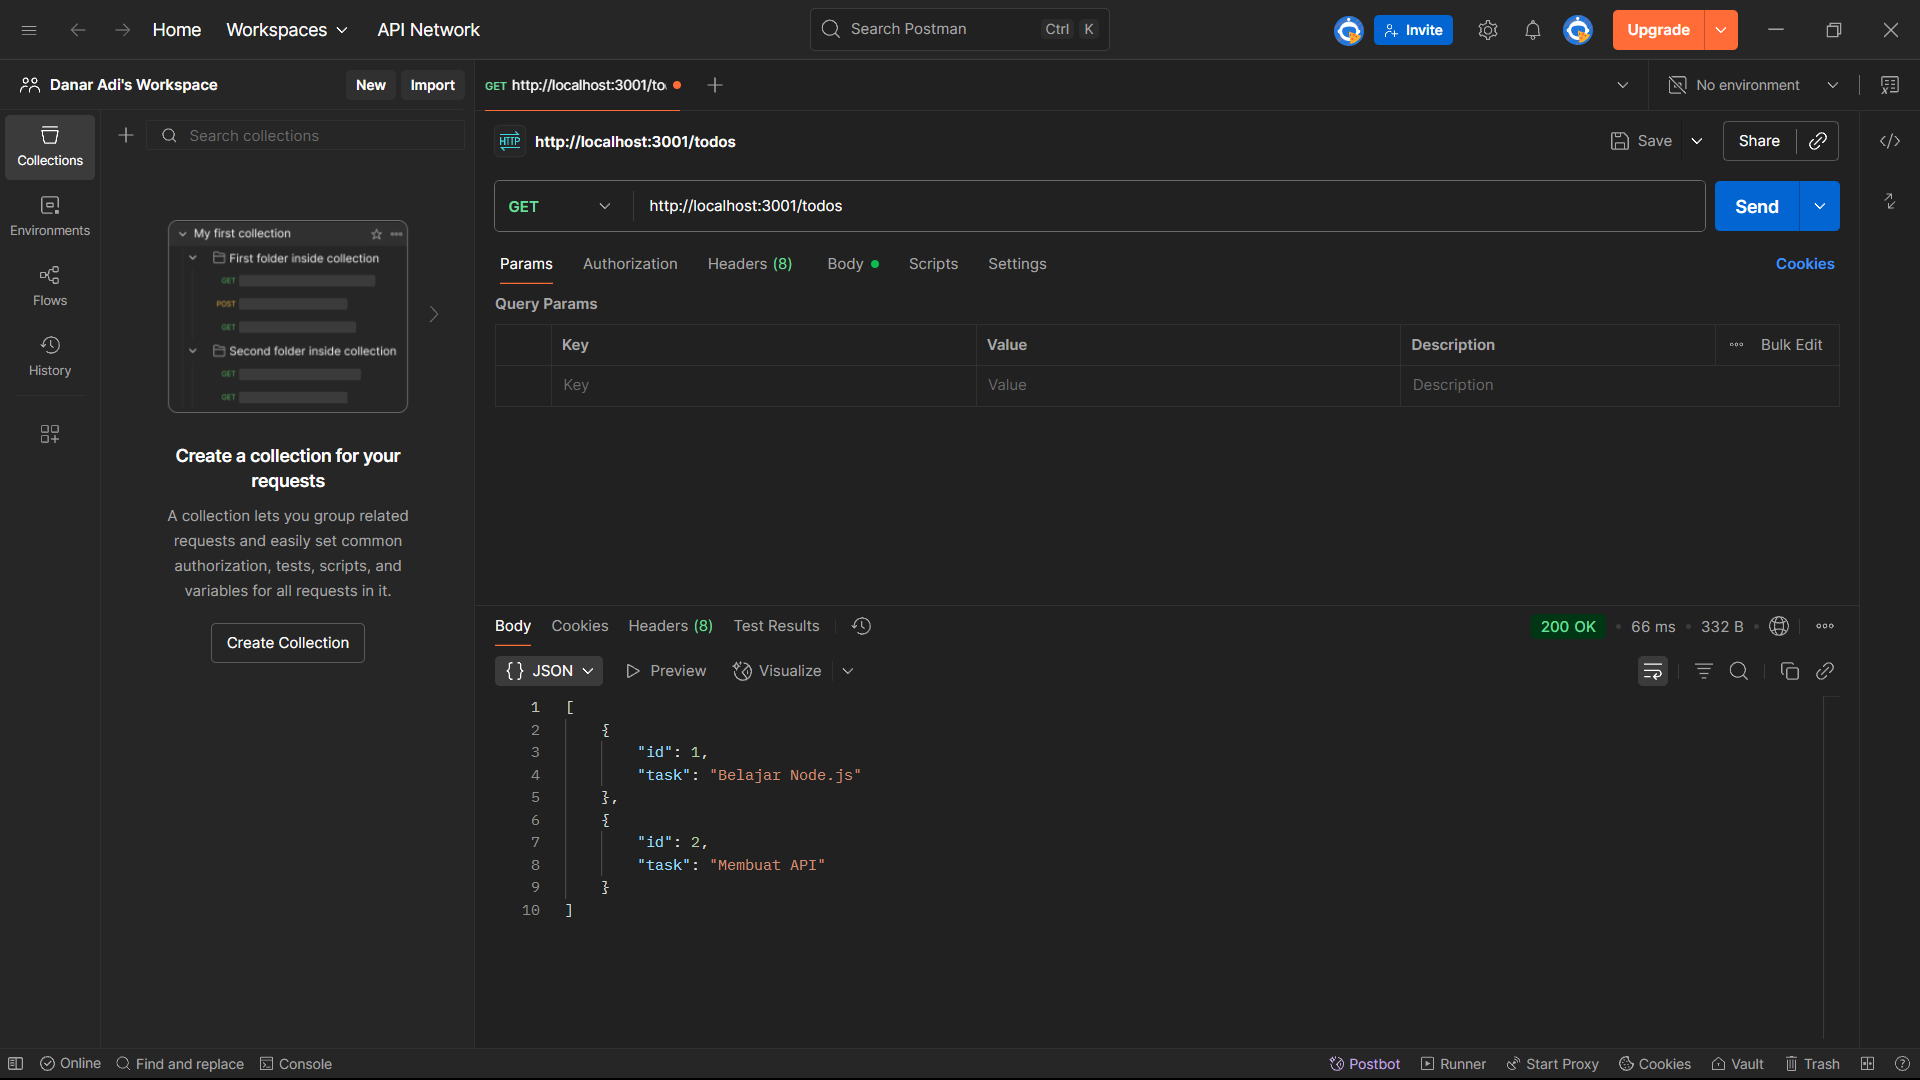 Home
Workspaces
API Network
Search Postman
Ctrl K
Invite
Upgrade
Danar Adi's Workspace
New
Import
GET http://localhost:3001/to
No environment
Collections
Environments
Flows
History
Search collections
My first collection
First folder inside collection
GET
POST
GET
Second folder inside collection
GET
GET
Create a collection for your
requests
A collection lets you group related
requests and easily set common
authorization, tests, scripts, and
variables for all requests in it.
Create Collection
HTTP http://localhost:3001/todos
Save
Share
GET http://localhost:3001/todos
Send
Params Authorization Headers (8) Body Scripts Settings
Cookies
Query Params
Key Value Description Bulk Edit
Key Value Description
Body Cookies Headers (8) Test Results
200 OK • 66 ms • 332 B
{} JSON Preview Visualize
1 [
2 {
3 "id": 1,
4 "task": "Belajar Node.js"
5 },
6 {
7 "id": 2,
8 "task": "Membuat API"
9 }
10 ]
Online Find and replace Console
Postbot Runner Start Proxy Cookies Vault Trash